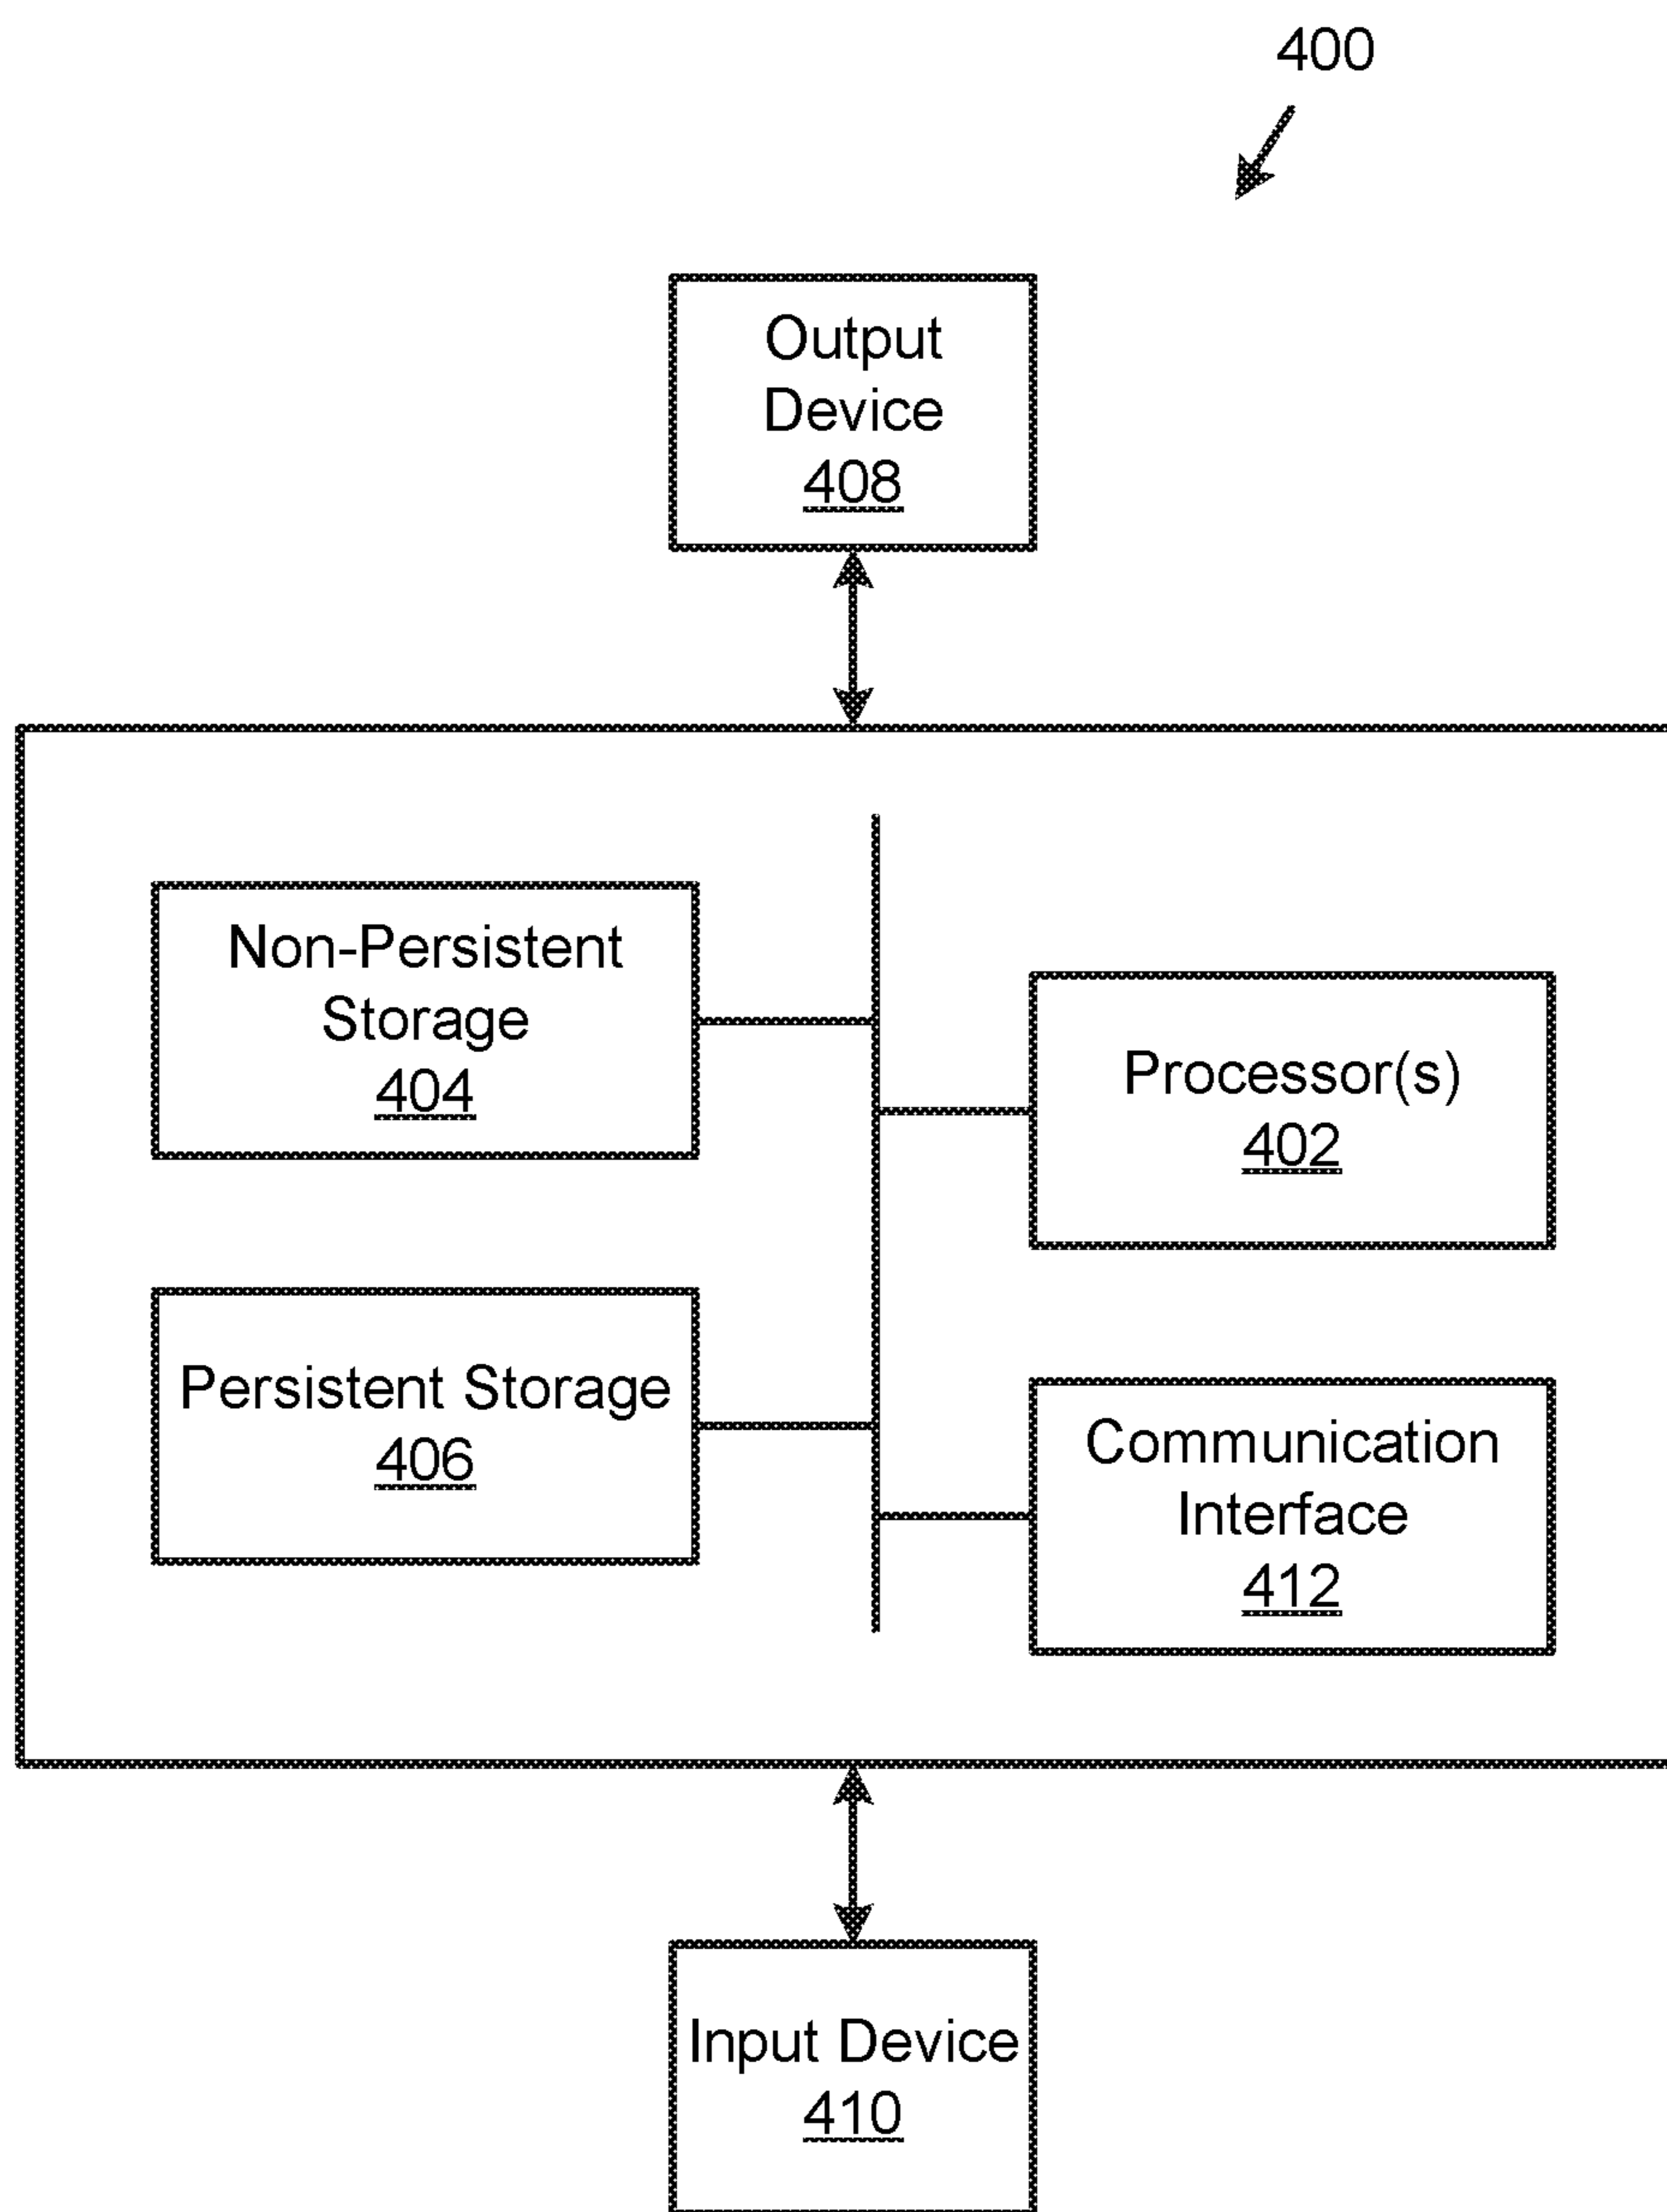 400
Output
Device
408
Non-Persistent
Storage
404
Processor(s)
402
Persistent Storage
406
Communication
Interface
412
Input Device
410